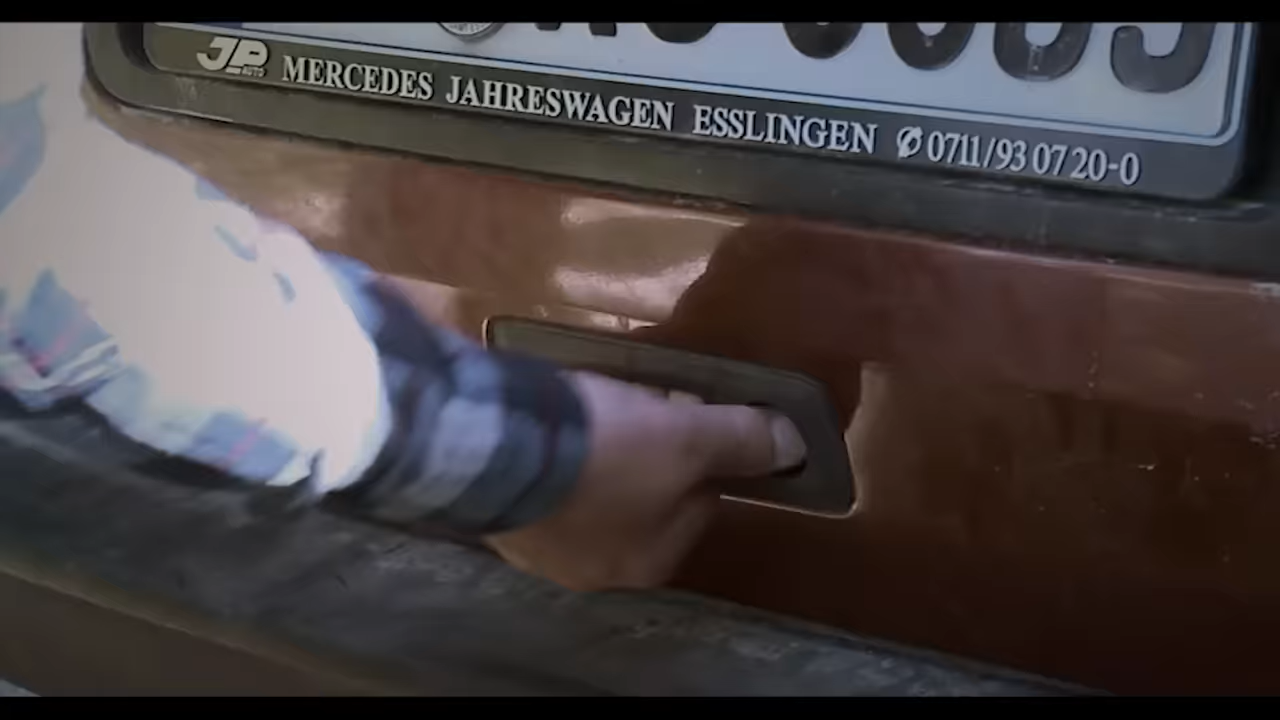 JP AUTO
MERCEDES JAHRESWAGEN ESSLINGEN ✆ 0711/93 07 20-0